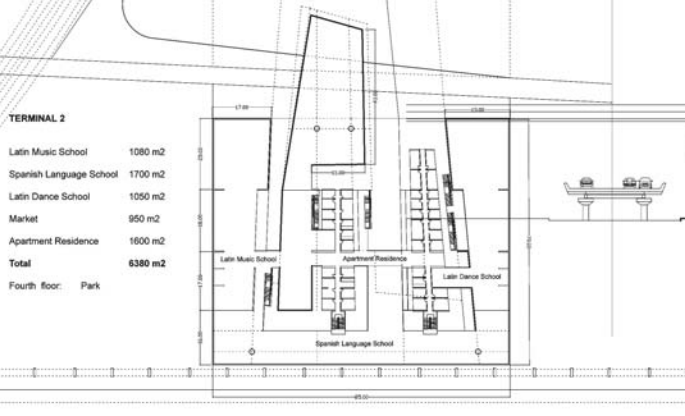 TERMINAL 2
Latin Music School 1080 m2
Spanish Language School 1700 m2
Latin Dance School 1050 m2
Market 950 m2
Apartment Residence 1600 m2
Total 6380 m2
Fourth floor: Park
Latin Music School
Apartment Residence
Latin Dance School
Spanish Language School